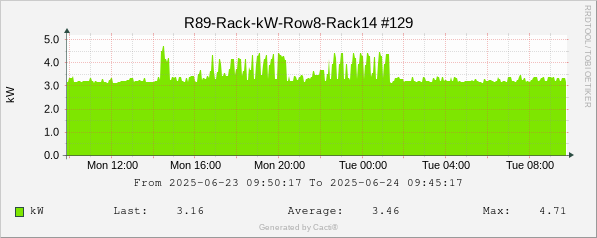 R89-Rack-kW-Row8-Rack14 #129
RRDTOOL / TOBI OETIKER
kW
5.0
4.0
3.0
2.0
1.0
0.0
Mon 12:00 Mon 16:00 Mon 20:00 Tue 00:00 Tue 04:00 Tue 08:00
From 2025-06-23 09:50:17 To 2025-06-24 09:45:17
kW Last: 3.16 Average: 3.46 Max: 4.71
Generated by Cacti®